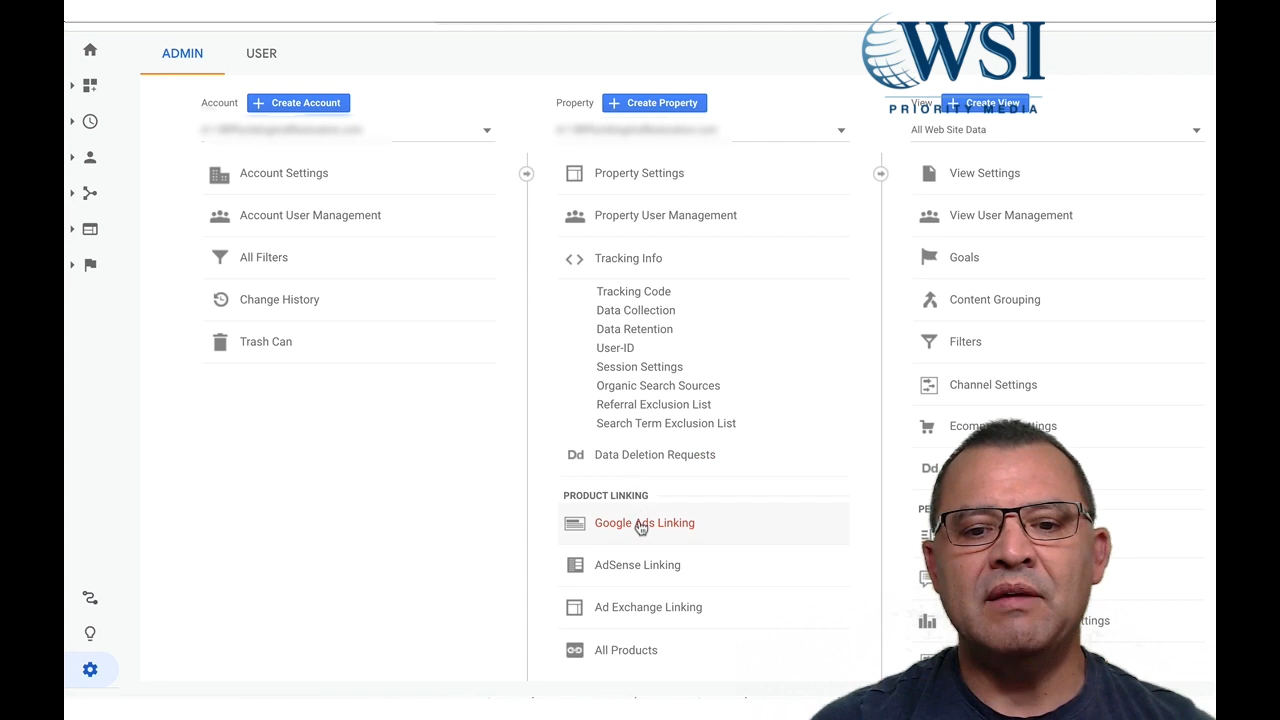 ADMIN
USER
WSI
PRIORITY MEDIA
Account
Create Account
Property
Create Property
View
Create View
All Web Site Data
Account Settings
Account User Management
All Filters
Change History
Trash Can
Property Settings
Property User Management
Tracking Info
Tracking Code
Data Collection
Data Retention
User-ID
Session Settings
Organic Search Sources
Referral Exclusion List
Search Term Exclusion List
Dd Data Deletion Requests
PRODUCT LINKING
Google Ads Linking
AdSense Linking
Ad Exchange Linking
All Products
View Settings
View User Management
Goals
Content Grouping
Filters
Channel Settings
Dd